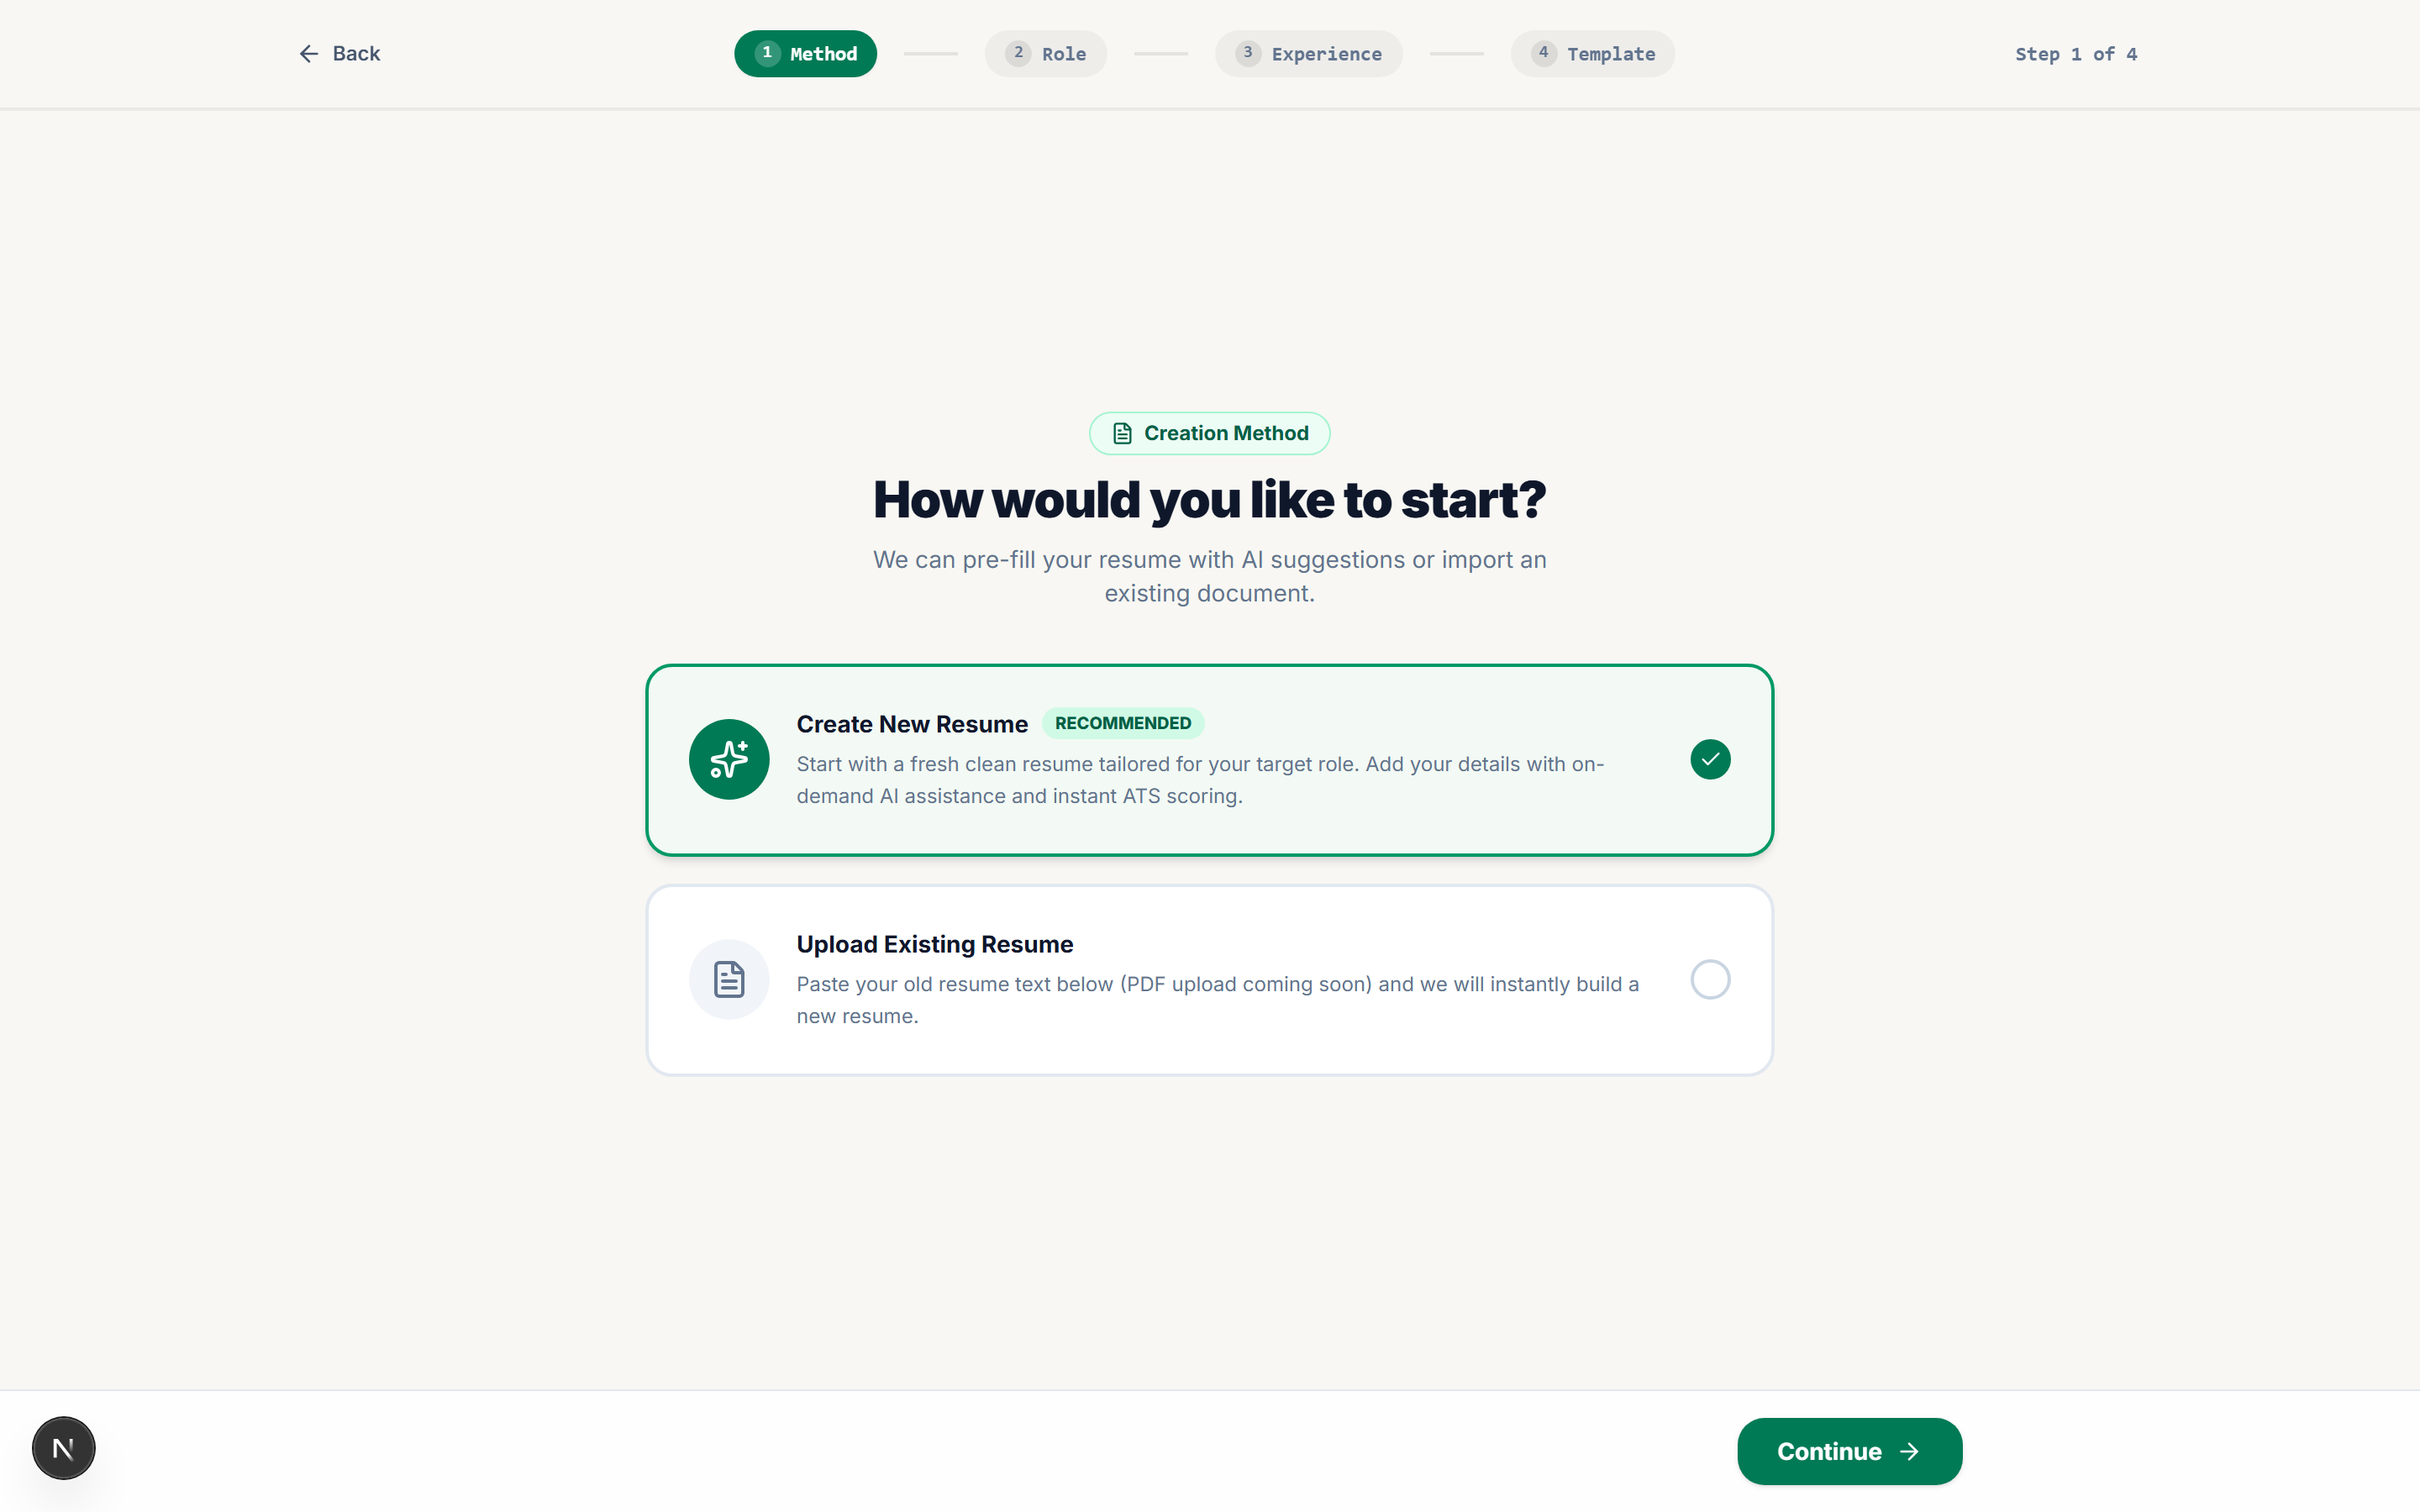 Back
1 Method
2 Role
3 Experience
4 Template
Step 1 of 4
Creation Method
How would you like to start?
We can pre-fill your resume with AI suggestions or import an
existing document.
Create New Resume RECOMMENDED
Start with a fresh clean resume tailored for your target role. Add your details with on-
demand AI assistance and instant ATS scoring.
Upload Existing Resume
Paste your old resume text below (PDF upload coming soon) and we will instantly build a
new resume.
N
Continue